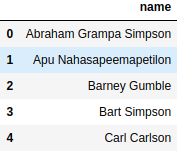 name
0 Abraham Grampa Simpson
1 Apu Nahasapeemapetilon
2 Barney Gumble
3 Bart Simpson
4 Carl Carlson